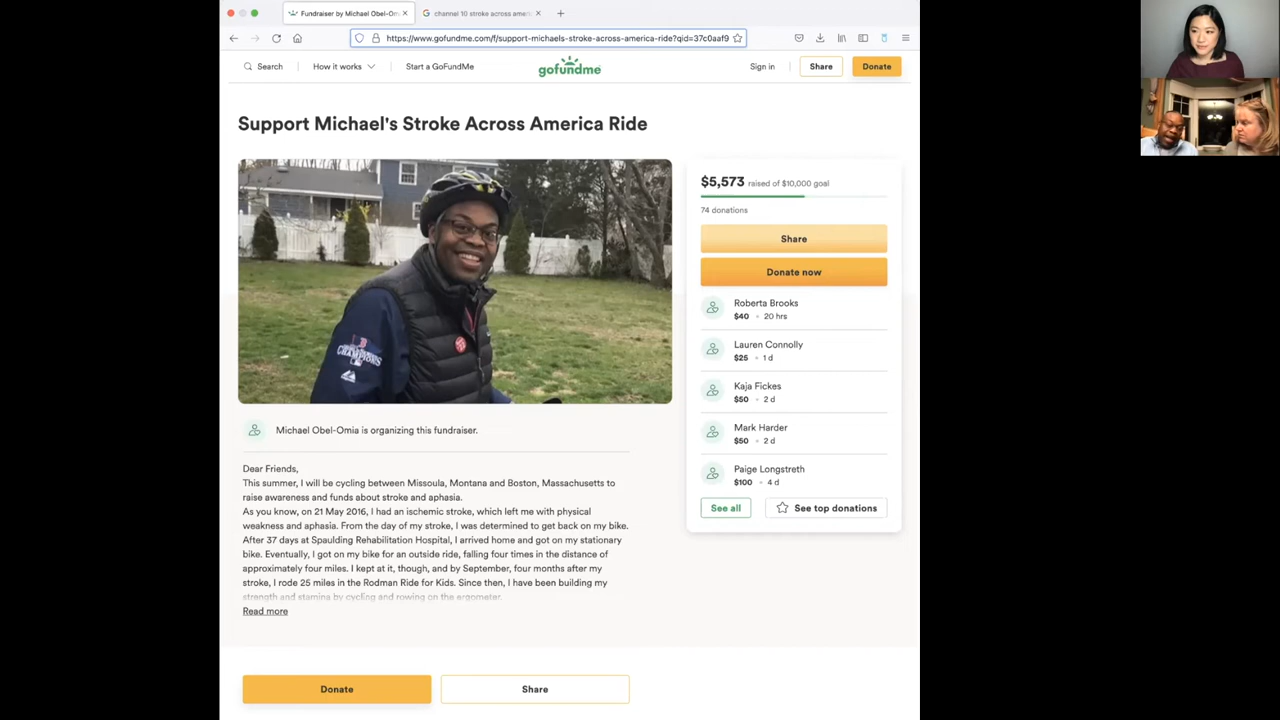 Fundraiser by Michael Obel-Om
channel 10 stroke across ameri
https://www.gofundme.com/f/support-michaels-stroke-across-america-ride?qid=37c0aaf9
Search
How it works
Start a GoFundMe
gofundme
Sign in
Share
Donate
Support Michael's Stroke Across America Ride
$5,573 raised of $10,000 goal
74 donations
Share
Donate now
Roberta Brooks
$40 • 20 hrs
Lauren Connolly
$25 • 1 d
Kaja Fickes
$50 • 2 d
Mark Harder
$50 • 2 d
Paige Longstreth
$100 • 4 d
See all
See top donations
Michael Obel-Omia is organizing this fundraiser.
Dear Friends,
This summer, I will be cycling between Missoula, Montana and Boston, Massachusetts to
raise awareness and funds about stroke and aphasia.
As you know, on 21 May 2016, I had an ischemic stroke, which left me with physical
weakness and aphasia. From the day of my stroke, I was determined to get back on my bike.
After 37 days at Spaulding Rehabilitation Hospital, I arrived home and got on my stationary
bike. Eventually, I got on my bike for an outside ride, falling four times in the distance of
approximately four miles. I kept at it, though, and by September, four months after my
stroke, I rode 25 miles in the Rodman Ride for Kids. Since then, I have been building my
strength and stamina by cycling and rowing on the ergometer.
Read more
Donate
Share